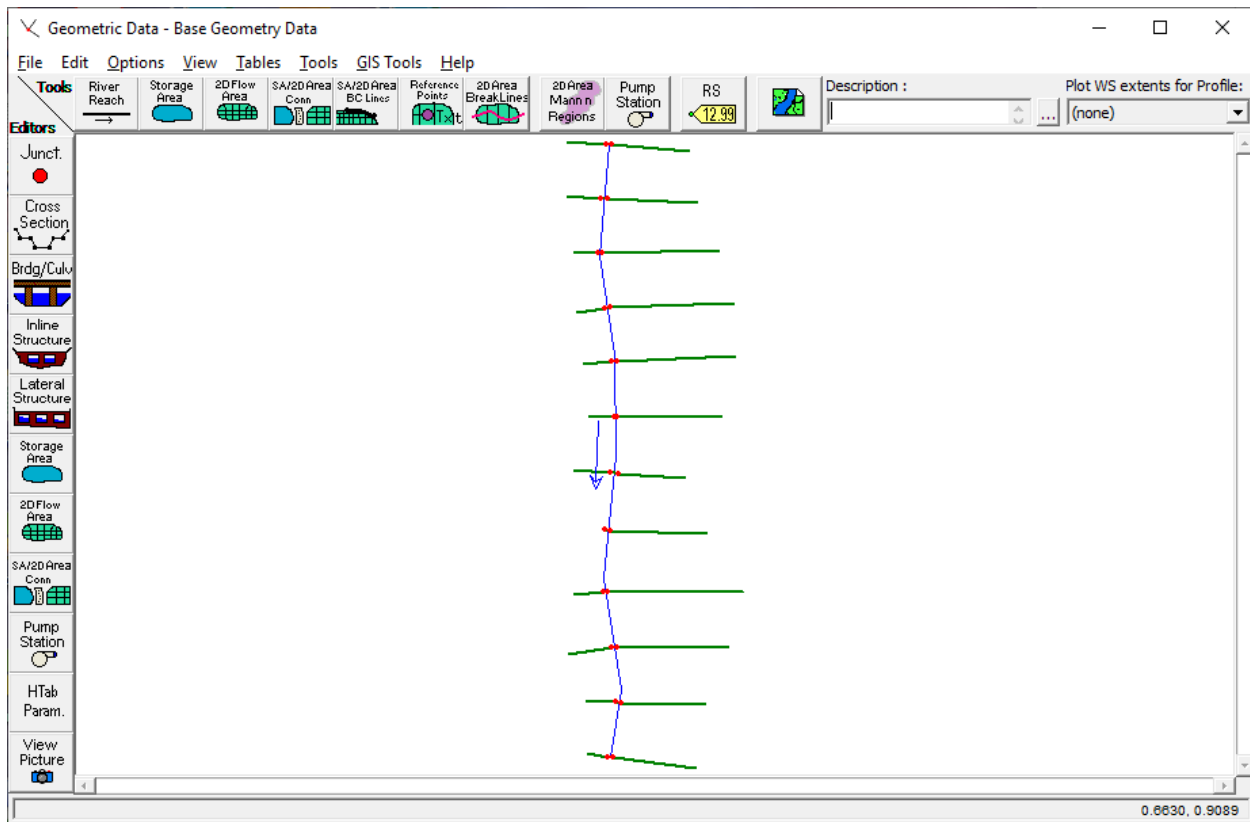 Geometric Data - Base Geometry Data
File Edit Options View Tables Tools GIS Tools Help
Tools
Editors
River
Reach
Storage
Area
2D Flow
Area
SA/2D Area
Conn
SA/2D Area
BC Lines
Reference
Points
2D Area
BreakLines
2D Area
Mann n
Regions
Pump
Station
RS
12.99
Description :
...
Plot WS extents for Profile:
(none)
Junct.
Cross
Section
Brdg/Culv
Inline
Structure
Lateral
Structure
Storage
Area
2D Flow
Area
SA/2D Area
Conn
Pump
Station
HTab
Param.
View
Picture
0.6630, 0.9089